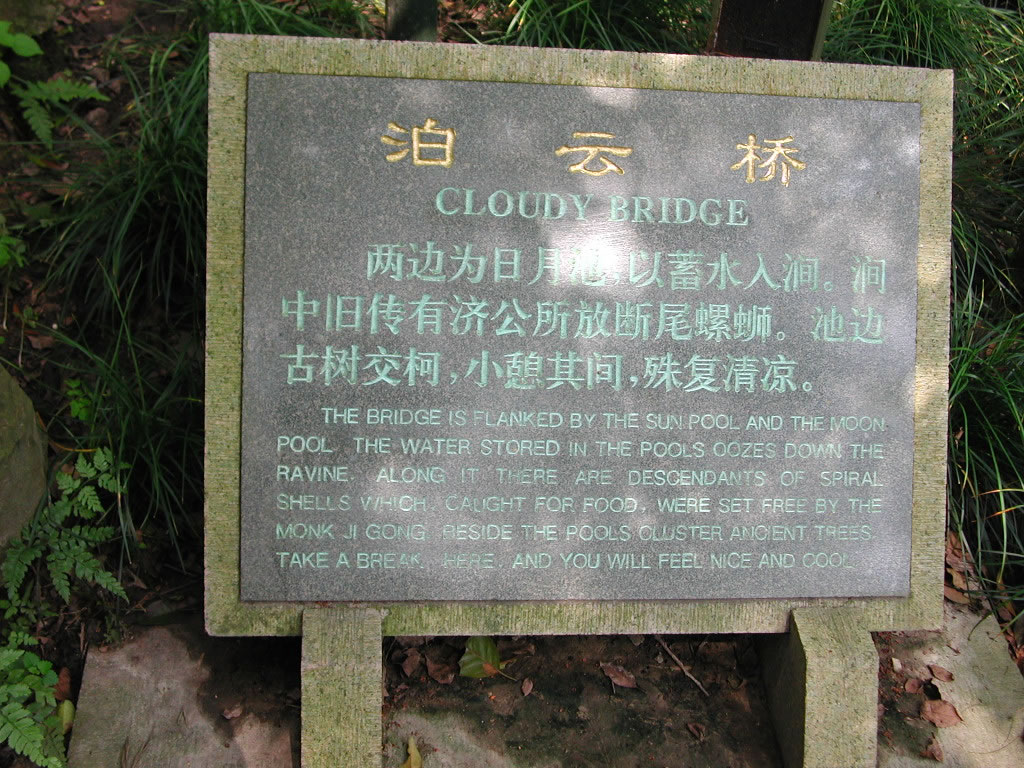 泊云桥
CLOUDY BRIDGE
两边为日月池,以蓄水入涧。涧
中旧传有济公所放断尾螺蛳。池边
古树交柯,小憩其间,殊复清凉。
THE BRIDGE IS FLANKED BY THE SUN POOL AND THE MOON
POOL. THE WATER STORED IN THE POOLS OOZES DOWN THE
RAVINE. ALONG IT THERE ARE DESCENDANTS OF SPIRAL
SHELLS WHICH, CAUGHT FOR FOOD, WERE SET FREE BY THE
MONK JI GONG. BESIDE THE POOLS CLUSTER ANCIENT TREES.
TAKE A BREAK HERE, AND YOU WILL FEEL NICE AND COOL.